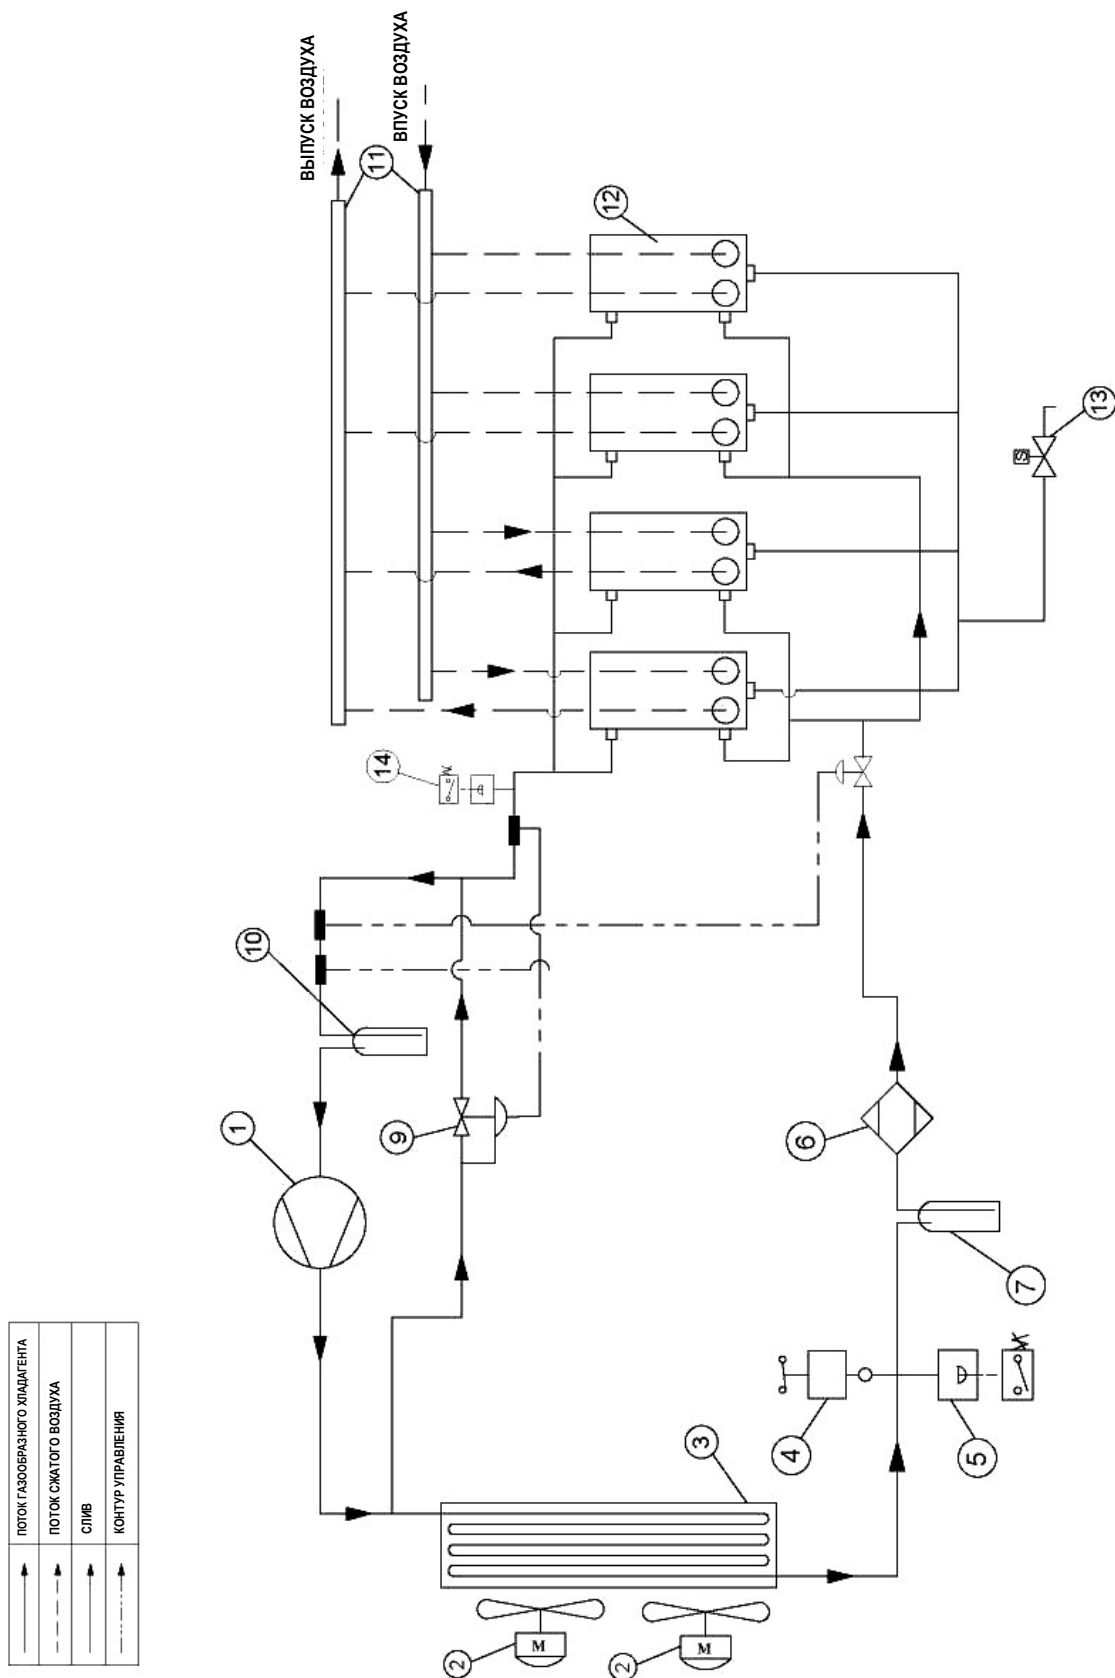 ПОТОК ГАЗООБРАЗНОГО ХЛАДАГЕНТА
ПОТОК СЖАТОГО ВОЗДУХА
СЛИВ
КОНТУР УПРАВЛЕНИЯ
ВЫПУСК ВОЗДУХА
ВПУСК ВОЗДУХА
11
12
13
14
10
1
9
6
7
4
5
3
2
M
2
M
S